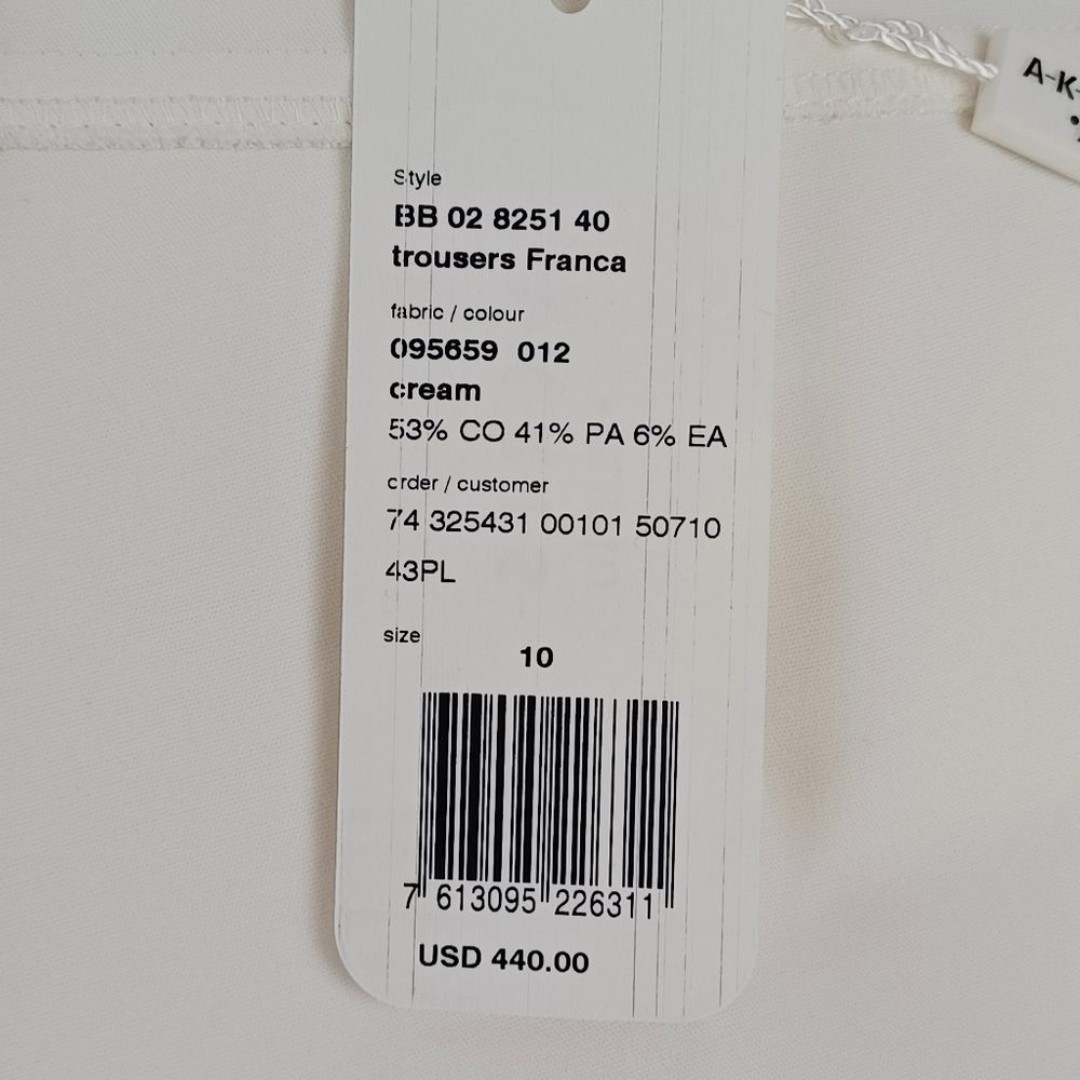 A-K-
Style
BB 02 8251 40
trousers Franca
fabric / colour
095659 012
cream
53% CO 41% PA 6% EA
order / customer
74 325431 00101 50710
43PL
size
10
7 613095 226311
USD 440.00